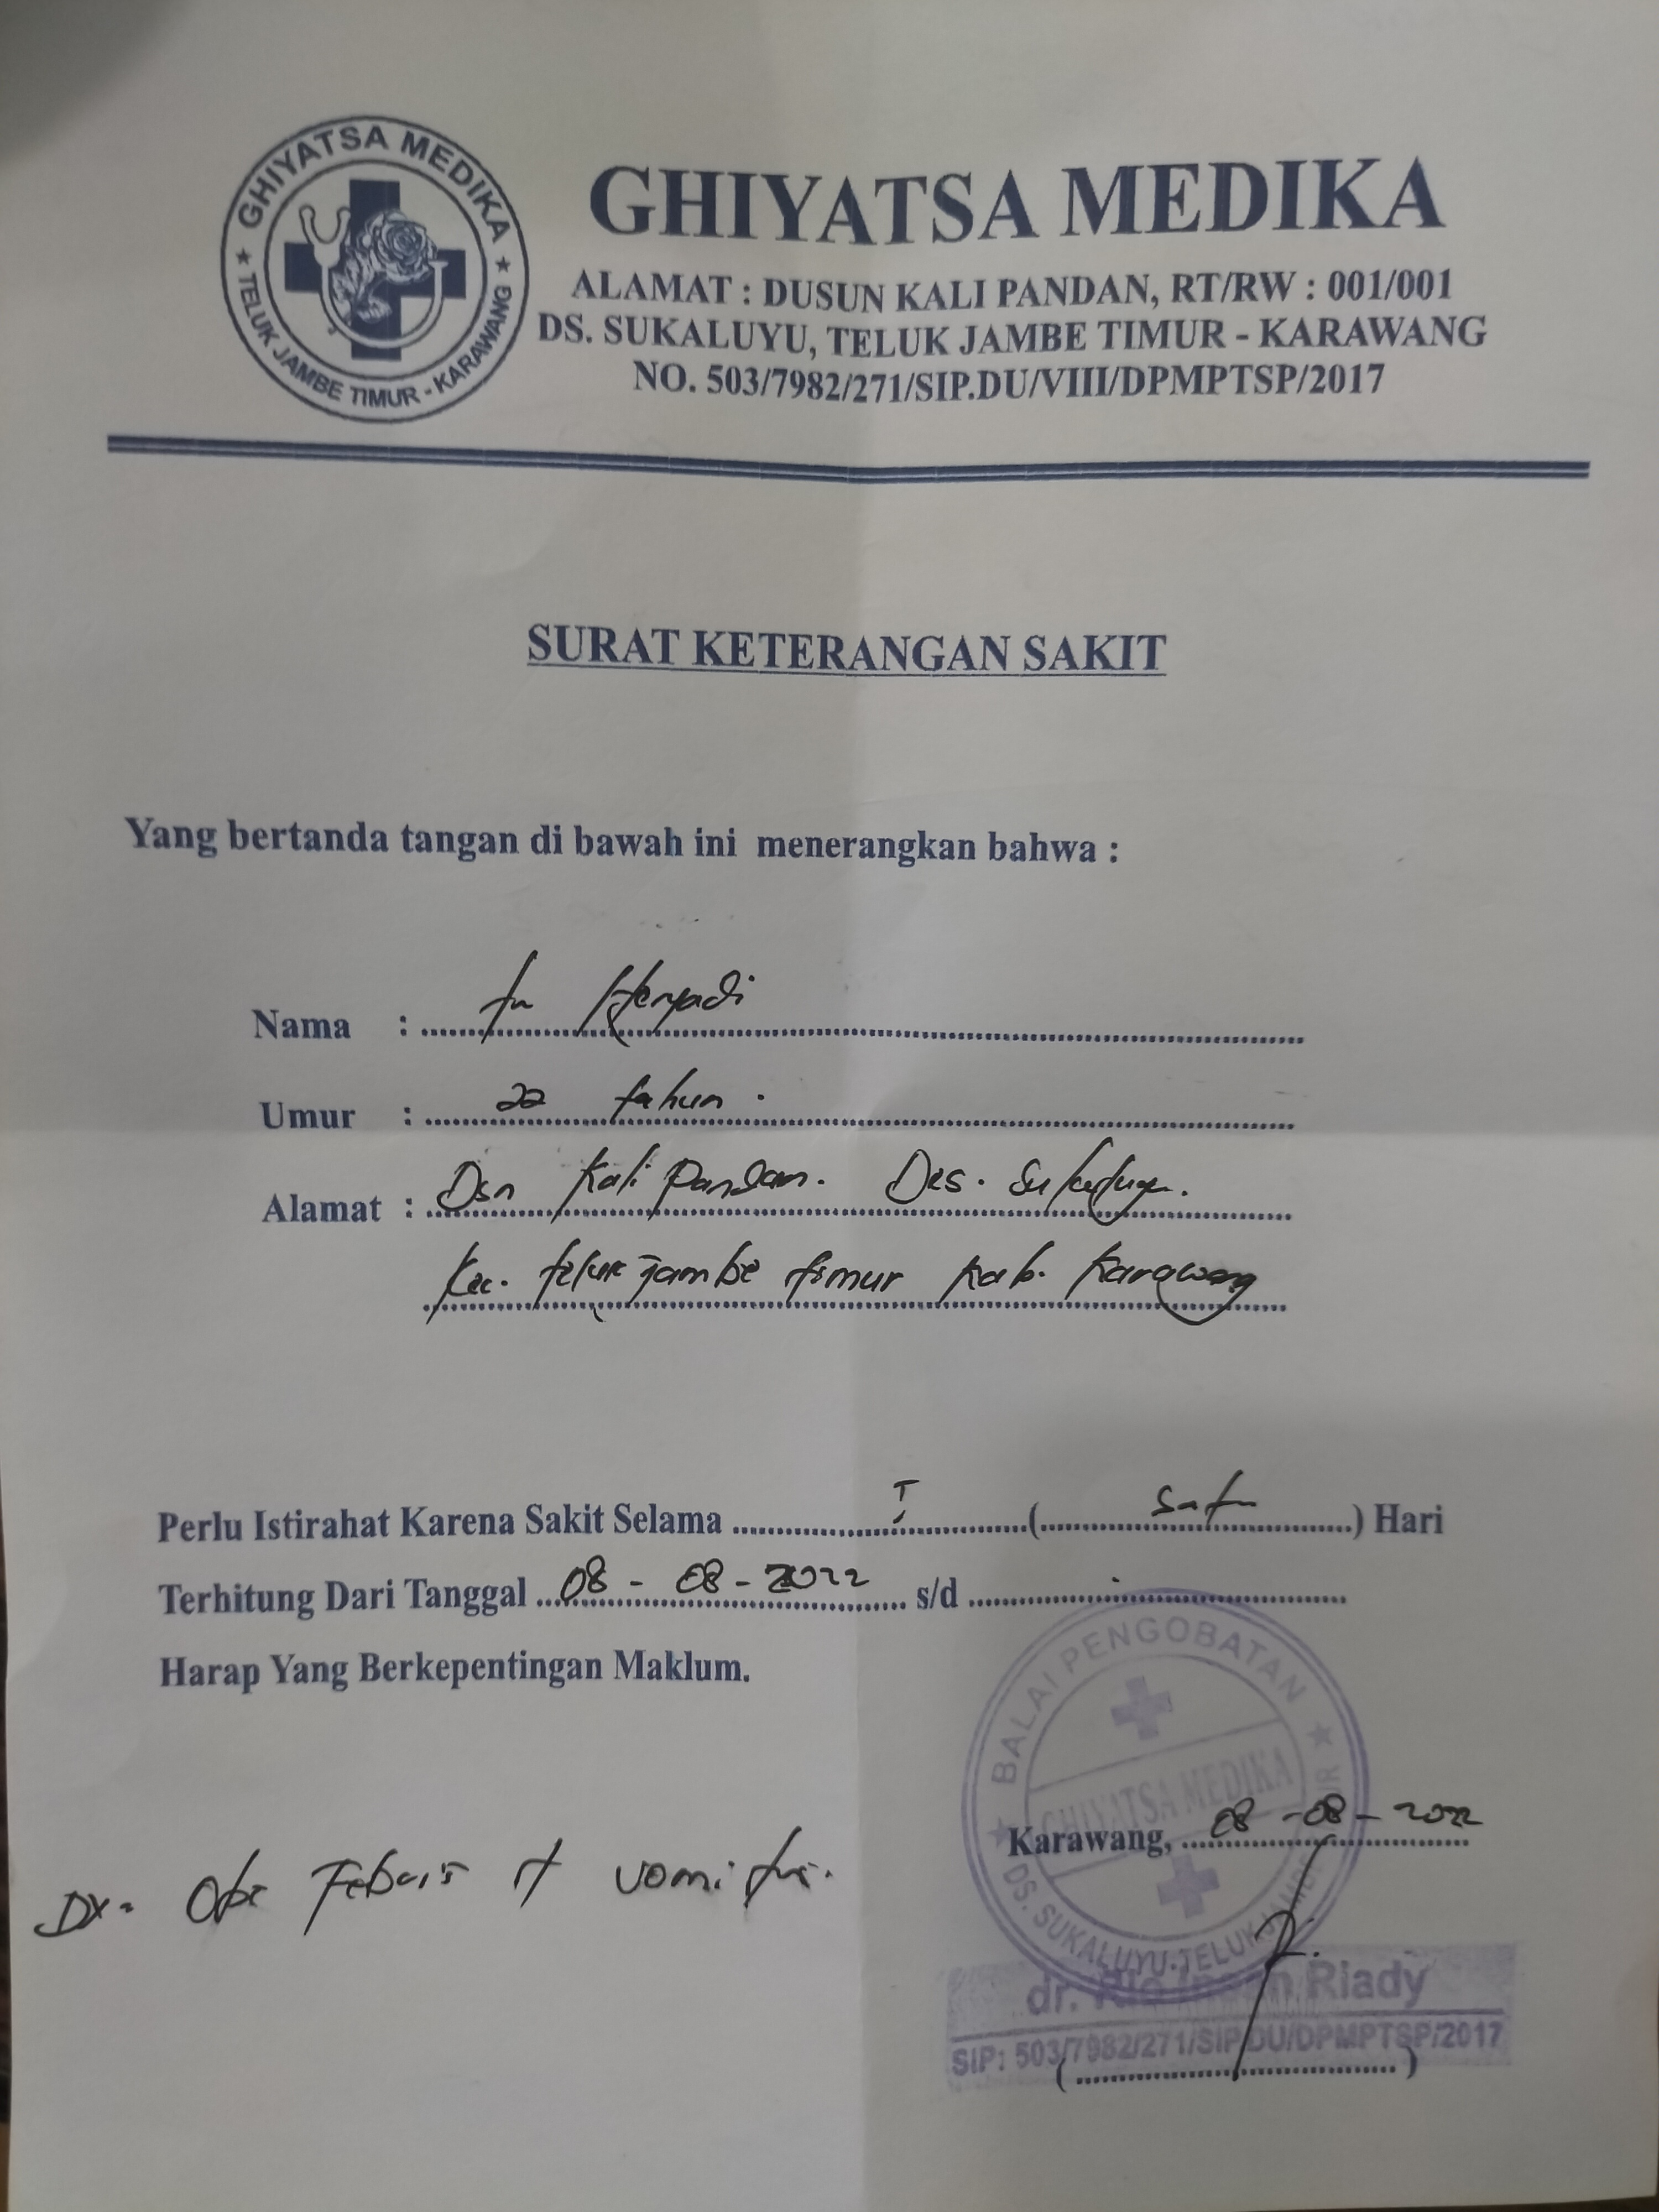 GHIYATSA MEDIKA
TELUK JAMBE TIMUR - KARAWANG
GHIYATSA MEDIKA
ALAMAT : DUSUN KALI PANDAN, RT/RW : 001/001
DS. SUKALUYU, TELUK JAMBE TIMUR - KARAWANG
NO. 503/7982/271/SIP.DU/VIII/DPMPTSP/2017
SURAT KETERANGAN SAKIT
Yang bertanda tangan di bawah ini menerangkan bahwa :
Nama : Heryadi
Umur : 22 tahun
Alamat : Dsn Kali Pandan. Des. Sukaluyu.
Kec. Teluk jambe timur Kab. Karawang
Perlu Istirahat Karena Sakit Selama I ( satu ) Hari
Terhitung Dari Tanggal 08 - 08 - 2022 s/d
Harap Yang Berkepentingan Maklum.
BALAI PENGOBATAN
GHIYATSA MEDIKA
DS. SUKALUYU-TELUK JAMBE TIMUR
Karawang, 08 - 08 - 2022
DX = Obs Febris
dr. Riady
SIP: 503/7982/271/SIP.DU/DPMPTSP/2017